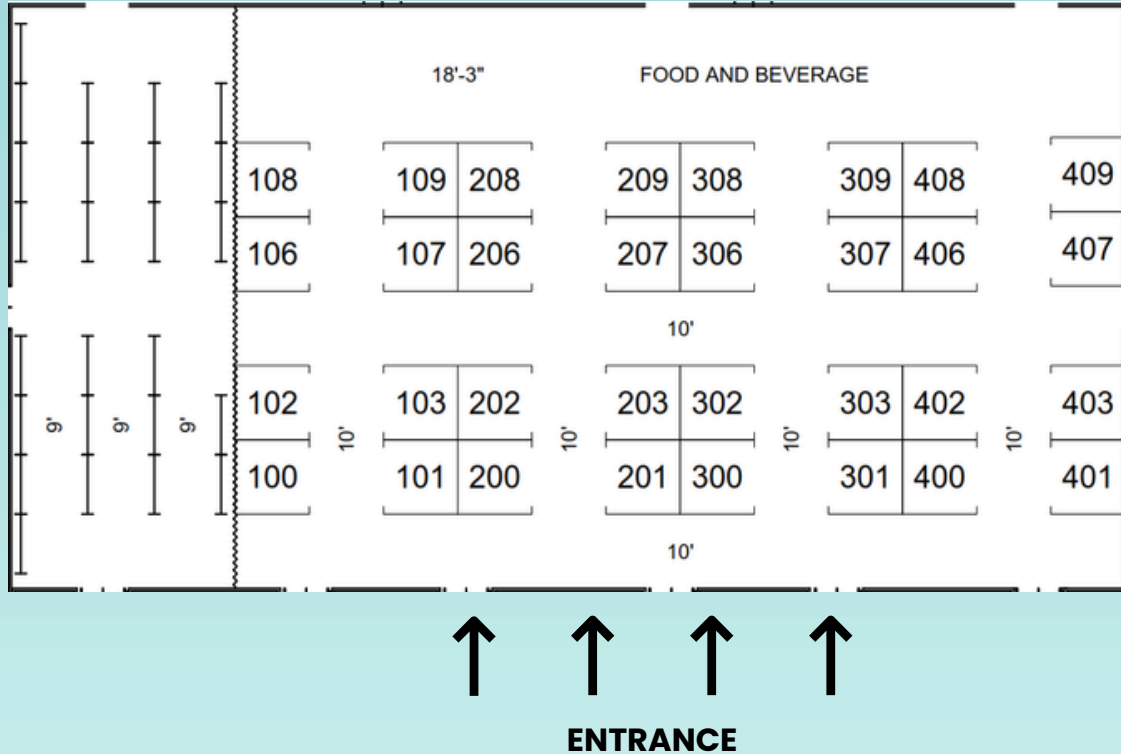 18'-3" FOOD AND BEVERAGE
108 109 208 209 308 309 408 409
106 107 206 207 306 307 406 407
10'
102 103 202 203 302 303 402 403
9' 9' 9' 10' 10' 10' 10'
100 101 200 201 300 301 400 401
10'
ENTRANCE